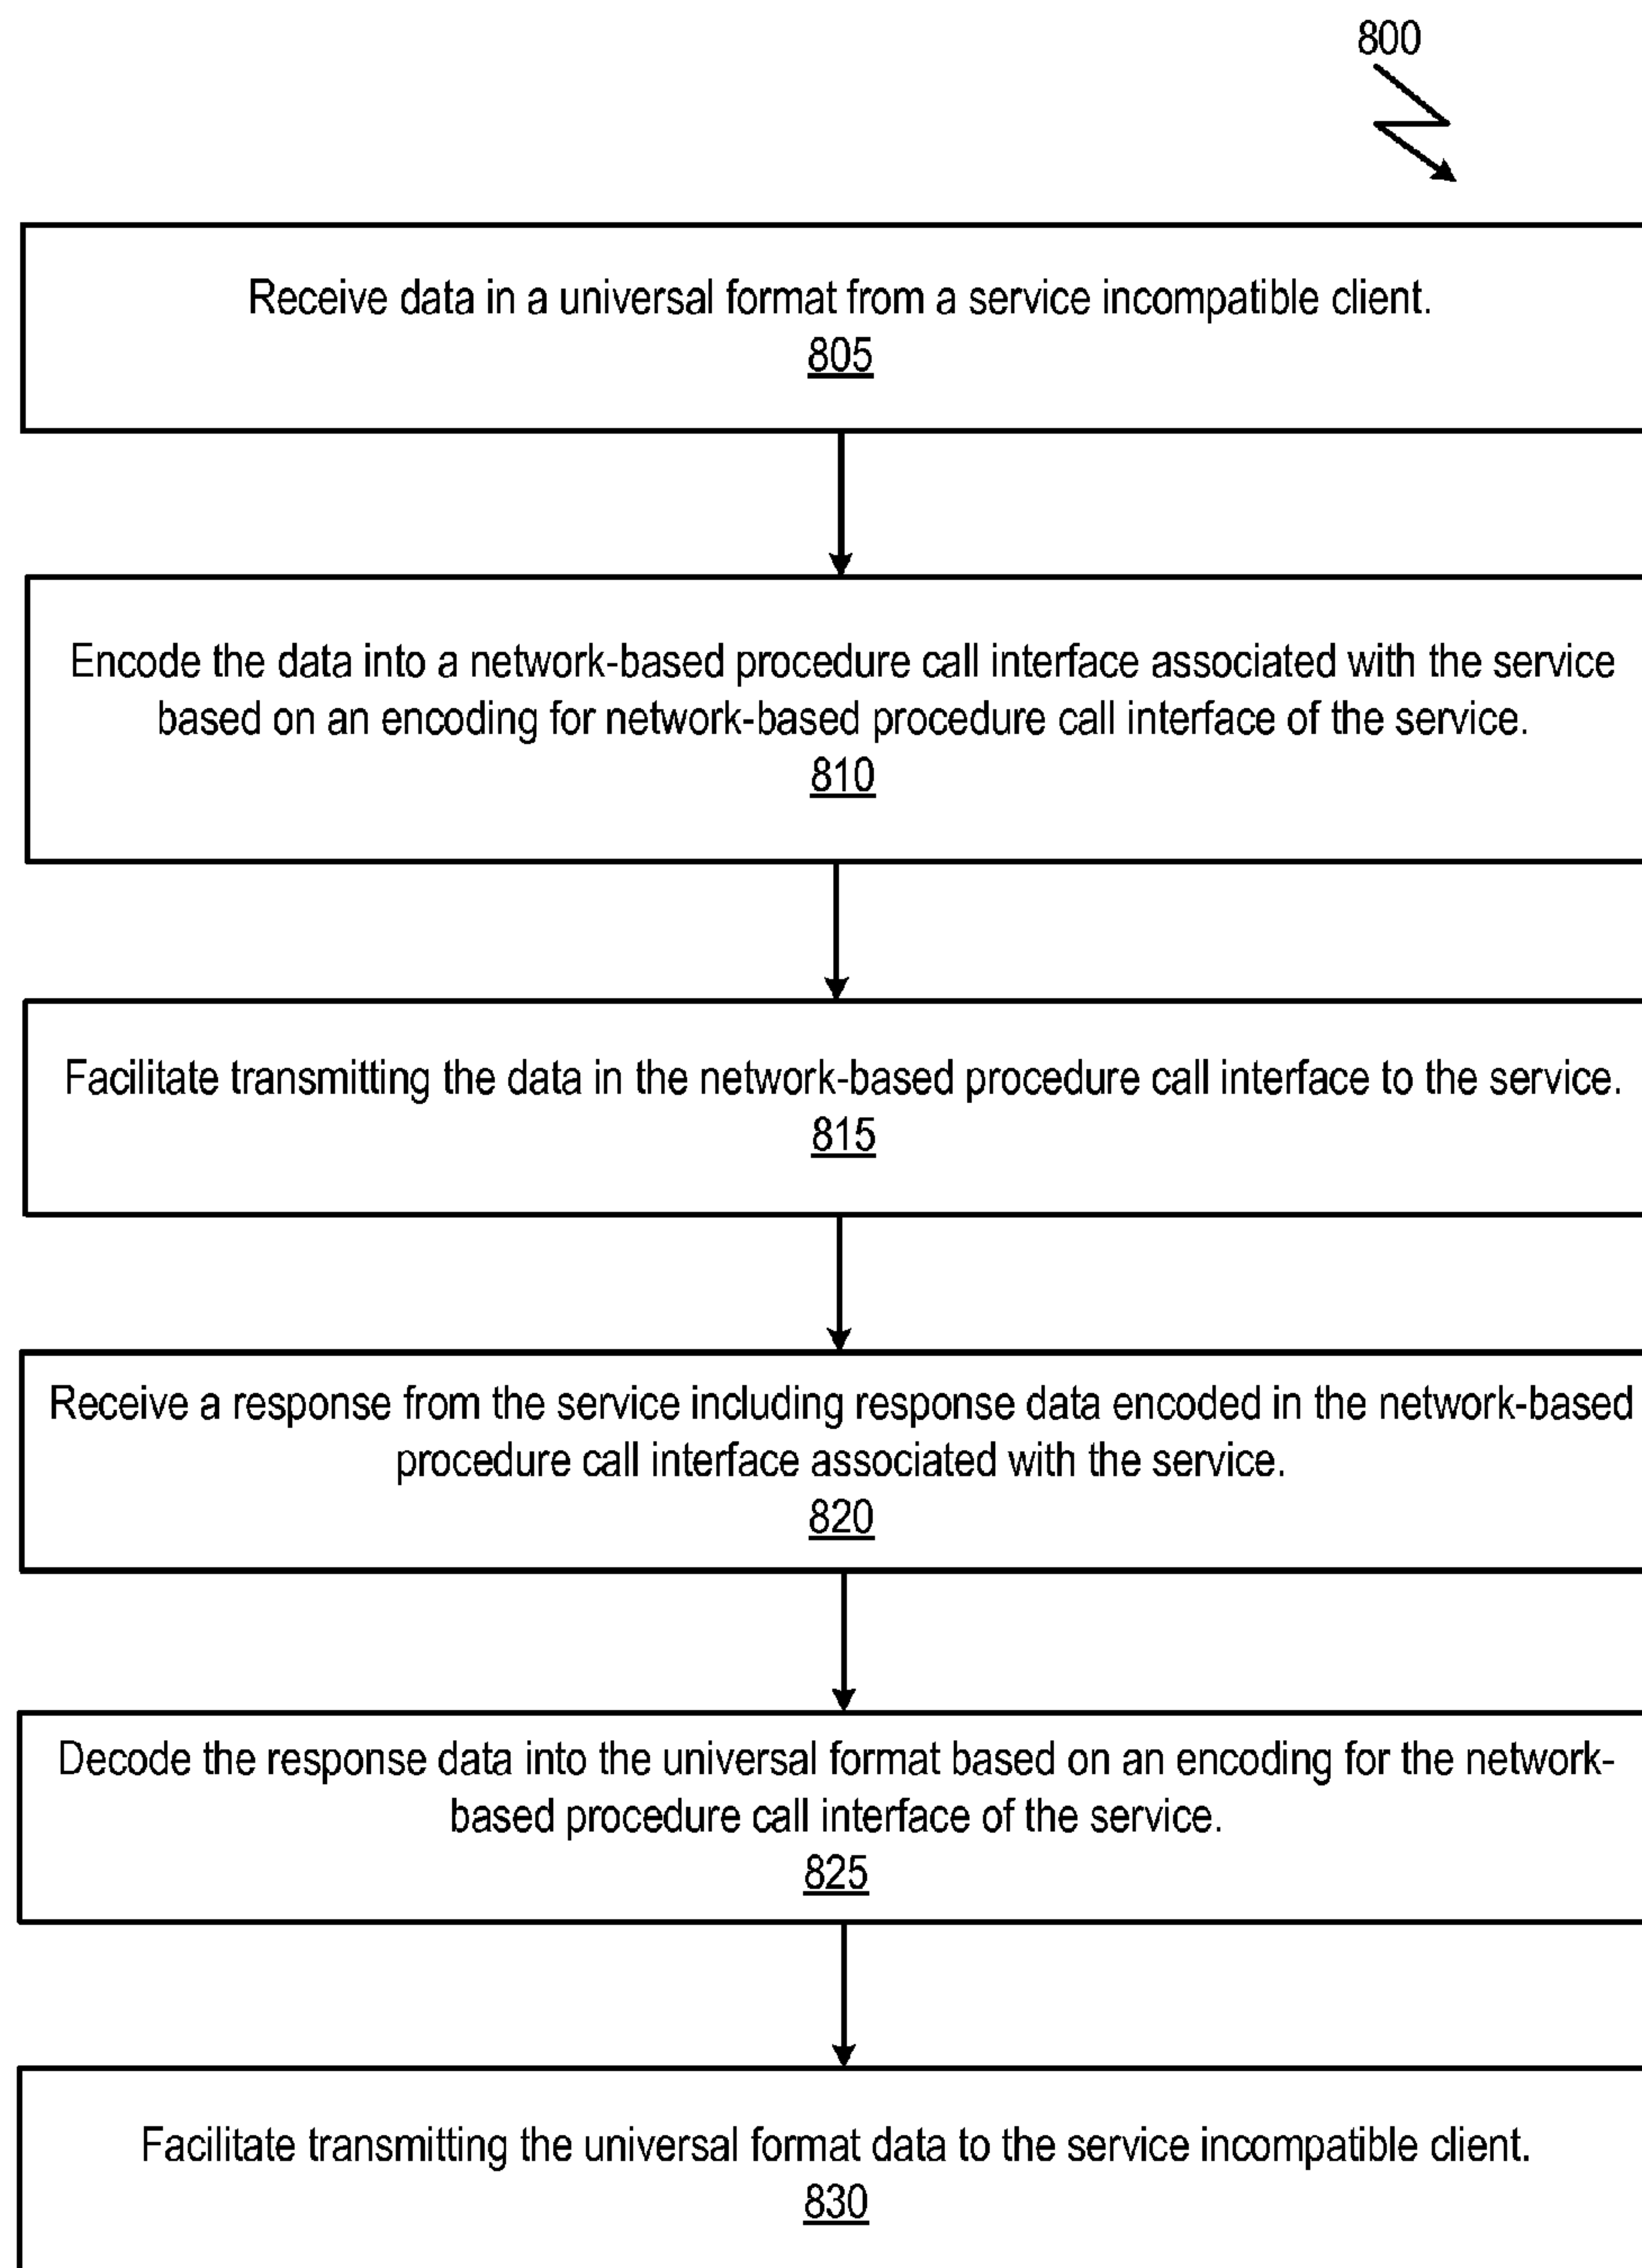 800
Receive data in a universal format from a service incompatible client.
805
Encode the data into a network-based procedure call interface associated with the service
based on an encoding for network-based procedure call interface of the service.
810
Facilitate transmitting the data in the network-based procedure call interface to the service.
815
Receive a response from the service including response data encoded in the network-based
procedure call interface associated with the service.
820
Decode the response data into the universal format based on an encoding for the network-
based procedure call interface of the service.
825
Facilitate transmitting the universal format data to the service incompatible client.
830